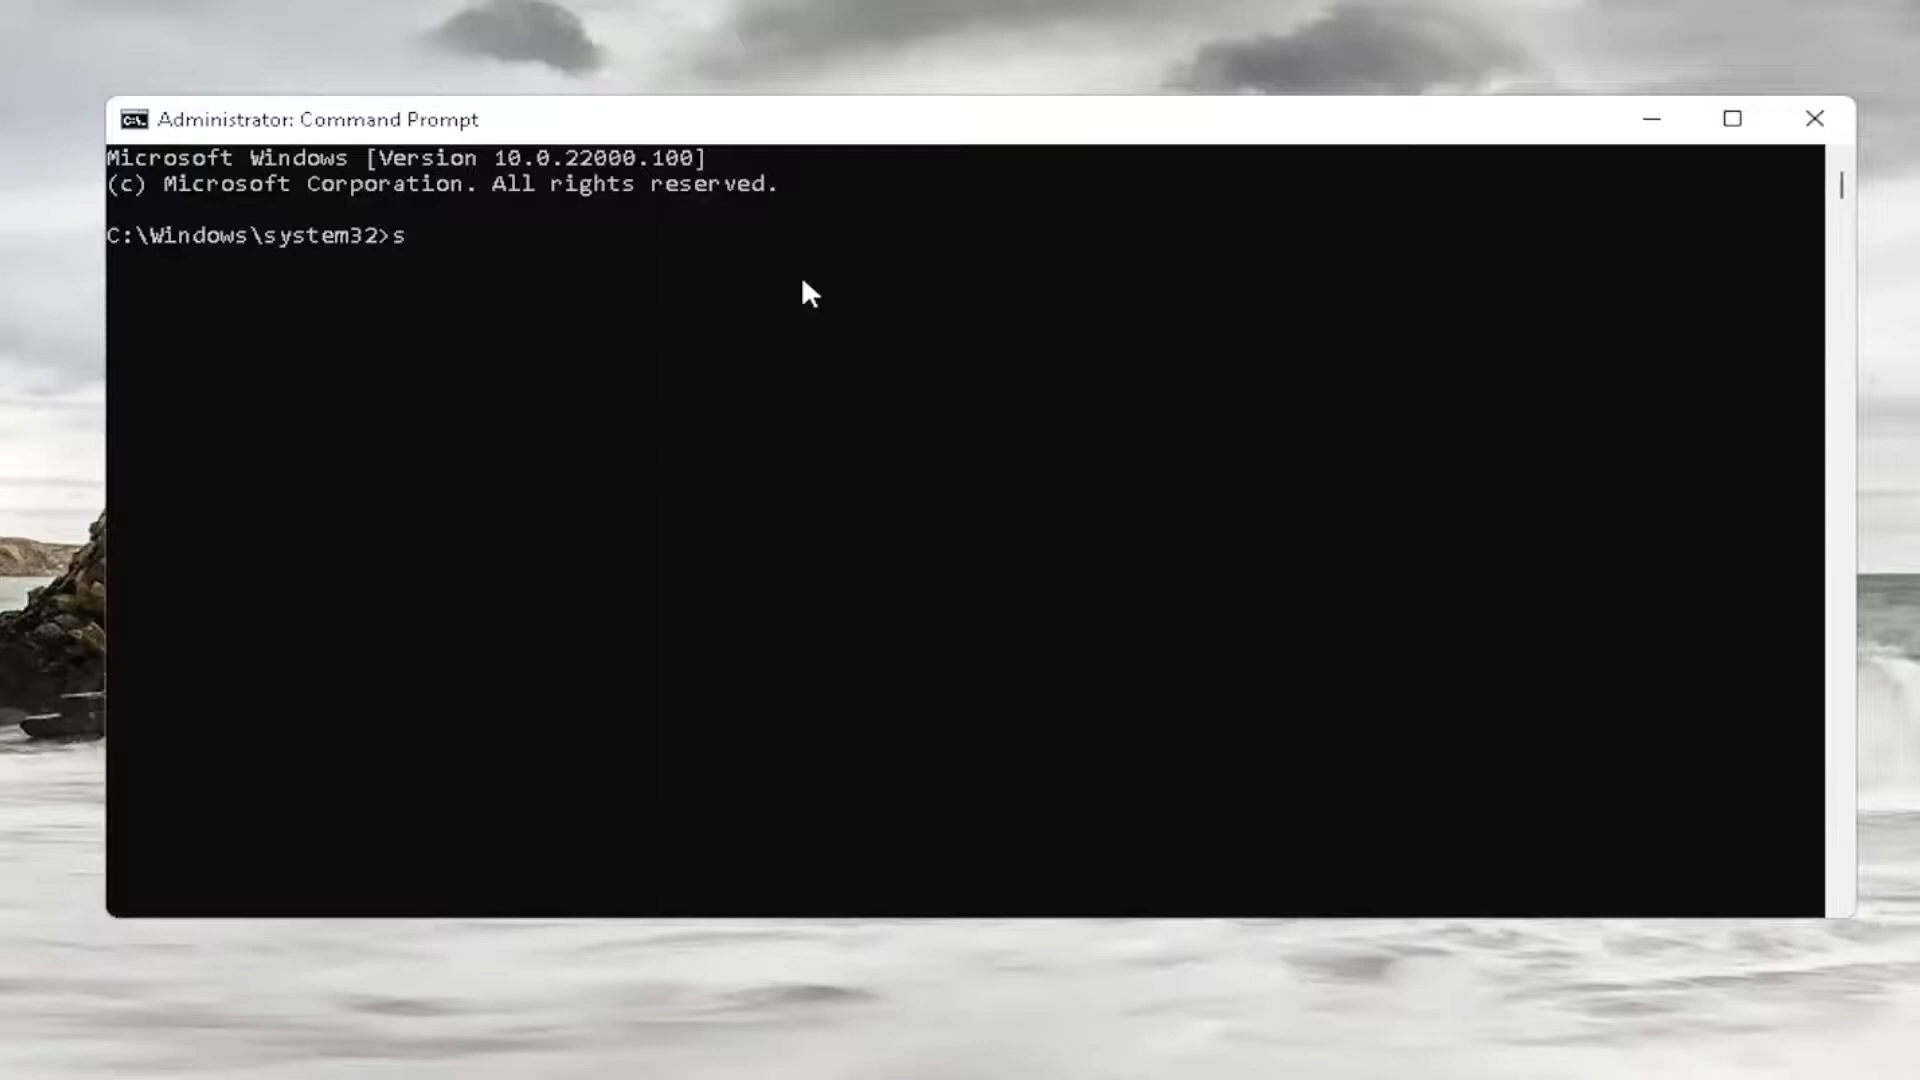 Administrator: Command Prompt
Microsoft Windows [Version 10.0.22000.100]
(c) Microsoft Corporation. All rights reserved.
C:\Windows\system32>s